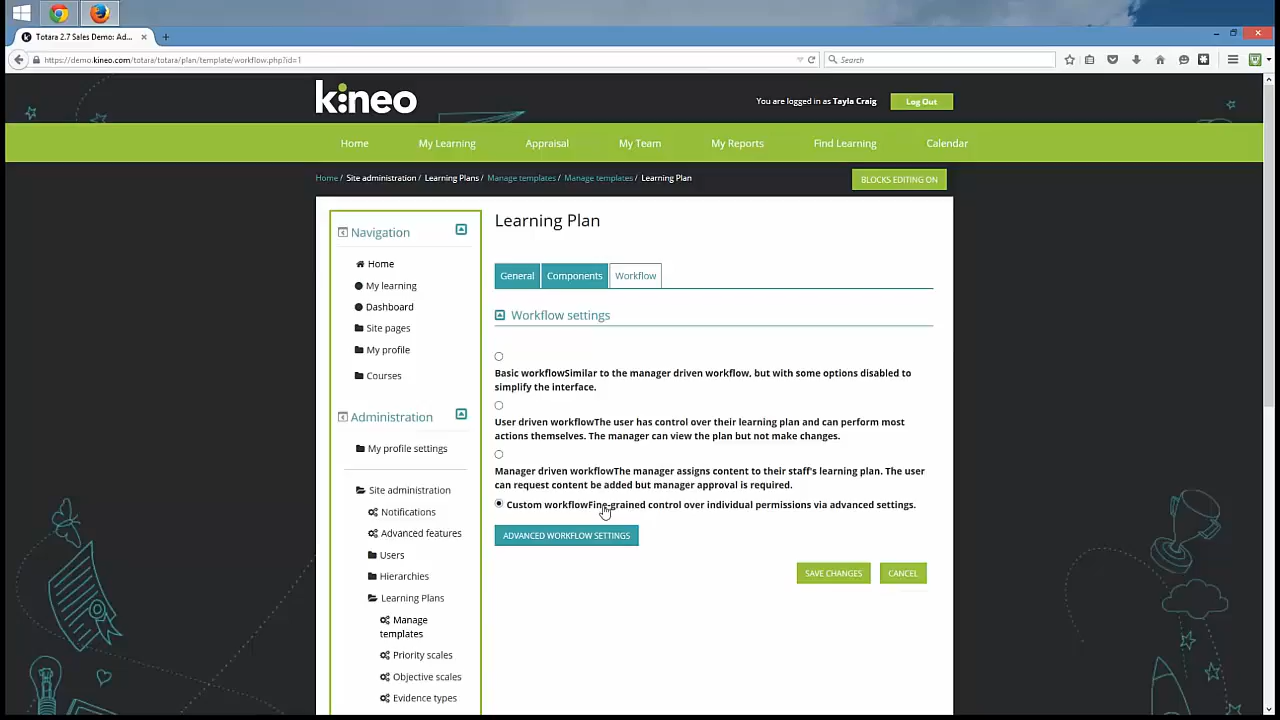 Totara 2.7 Sales Demo: Ad...
https://demo.kineo.com/totara/totara/plan/template/workflow.php?id=1
Search
kineo
You are logged in as Tayla Craig
Log Out
Home
My Learning
Appraisal
My Team
My Reports
Find Learning
Calendar
Home / Site administration / Learning Plans / Manage templates / Manage templates / Learning Plan
BLOCKS EDITING ON
Navigation
Home
My learning
Dashboard
Site pages
My profile
Courses
Administration
My profile settings
Site administration
Notifications
Advanced features
Users
Hierarchies
Learning Plans
Manage
templates
Priority scales
Objective scales
Evidence types
Learning Plan
General
Components
Workflow
Workflow settings
Basic workflowSimilar to the manager driven workflow, but with some options disabled to
simplify the interface.
User driven workflowThe user has control over their learning plan and can perform most
actions themselves. The manager can view the plan but not make changes.
Manager driven workflowThe manager assigns content to their staff's learning plan. The user
can request content be added but manager approval is required.
Custom workflowFine-grained control over individual permissions via advanced settings.
ADVANCED WORKFLOW SETTINGS
SAVE CHANGES
CANCEL